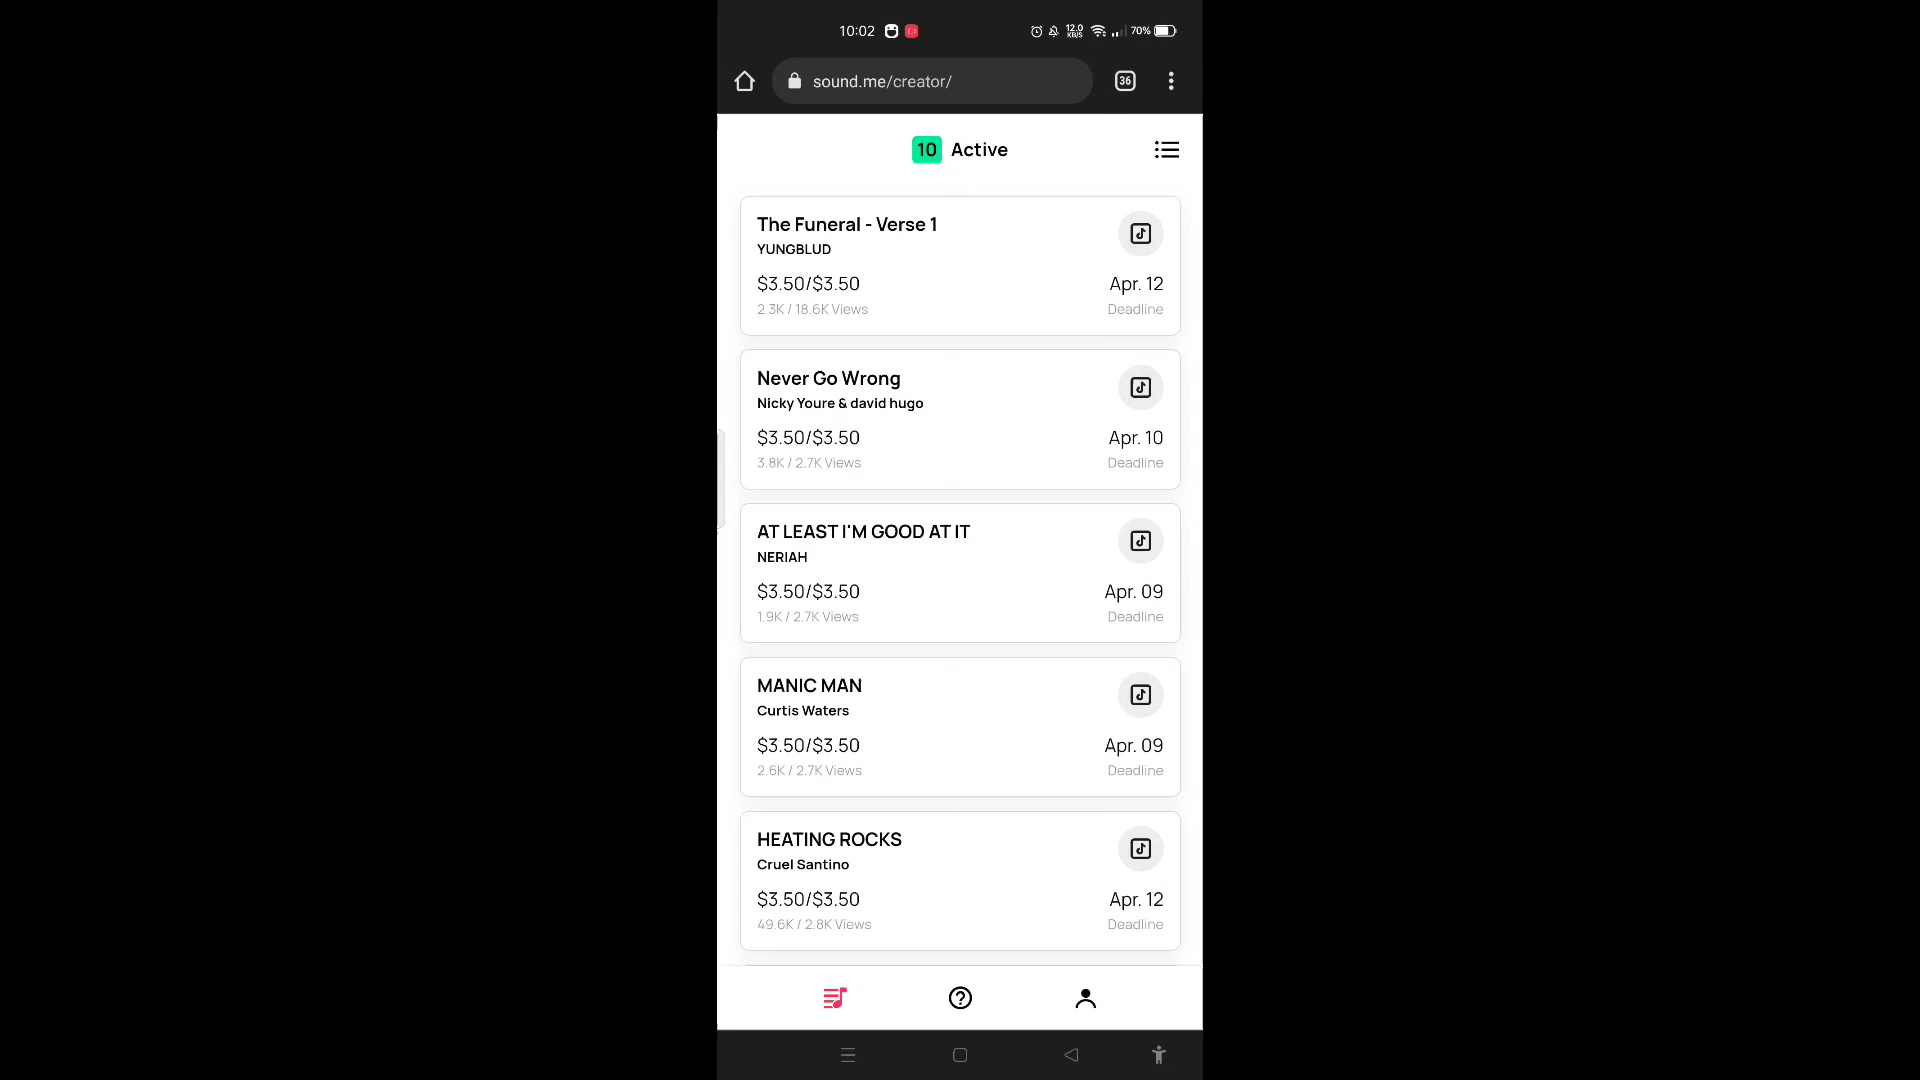 10:02
12.0
KB/S
70%
sound.me/creator/
36
10 Active
The Funeral - Verse 1
YUNGBLUD
$3.50/$3.50
Apr. 12
2.3K / 18.6K Views
Deadline
Never Go Wrong
Nicky Youre & david hugo
$3.50/$3.50
Apr. 10
3.8K / 2.7K Views
Deadline
AT LEAST I'M GOOD AT IT
NERIAH
$3.50/$3.50
Apr. 09
1.9K / 2.7K Views
Deadline
MANIC MAN
Curtis Waters
$3.50/$3.50
Apr. 09
2.6K / 2.7K Views
Deadline
HEATING ROCKS
Cruel Santino
$3.50/$3.50
Apr. 12
49.6K / 2.8K Views
Deadline